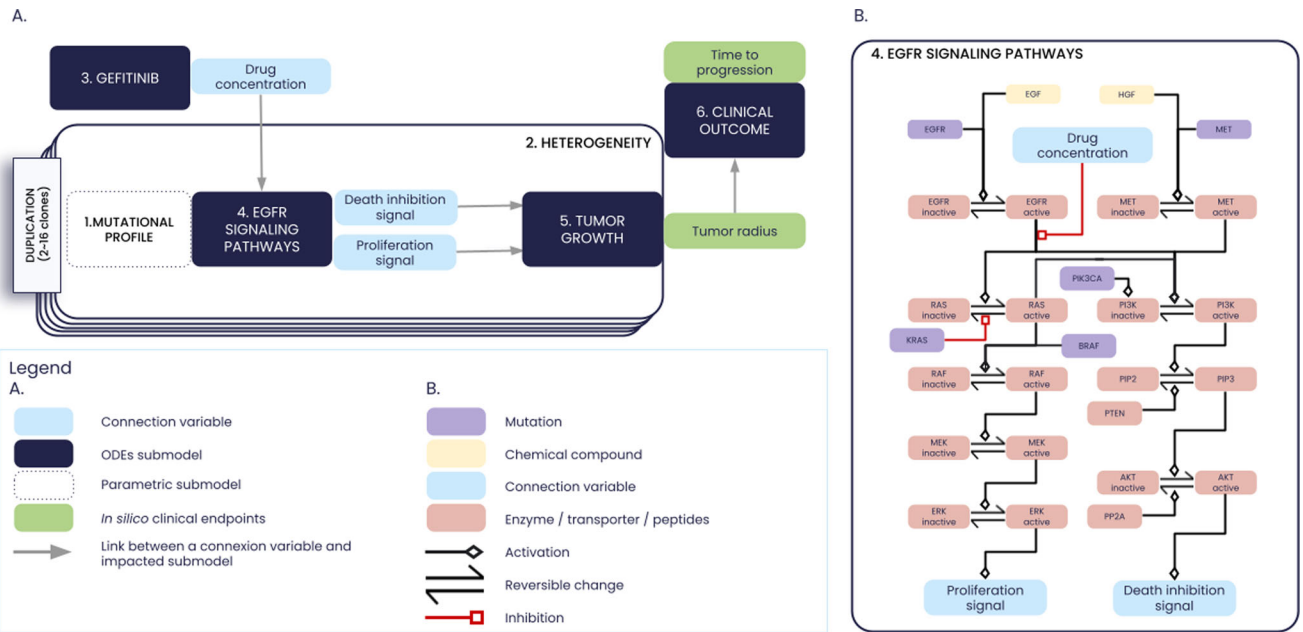 A.
3. GEFITINIB
Drug
concentration
Time to
progression
6. CLINICAL
OUTCOME
2. HETEROGENEITY
DUPLICATION
(2-16 clones)
1.MUTATIONAL
PROFILE
4. EGFR
SIGNALING
PATHWAYS
Death inhibition
signal
Proliferation
signal
5. TUMOR
GROWTH
Tumor radius
Legend
A.
Connection variable
ODEs submodel
Parametric submodel
In silico clinical endpoints
Link between a connexion variable and
impacted submodel
B.
Mutation
Chemical compound
Connection variable
Enzyme / transporter / peptides
Activation
Reversible change
Inhibition
B.
4. EGFR SIGNALING PATHWAYS
EGF
HGF
EGFR
Drug
concentration
MET
EGFR
inactive
EGFR
active
MET
inactive
MET
active
PIK3CA
RAS
inactive
RAS
active
PI3K
inactive
PI3K
active
KRAS
BRAF
RAF
inactive
RAF
active
PIP2
PIP3
PTEN
MEK
inactive
MEK
active
AKT
inactive
AKT
active
ERK
inactive
ERK
active
PP2A
Proliferation
signal
Death inhibition
signal